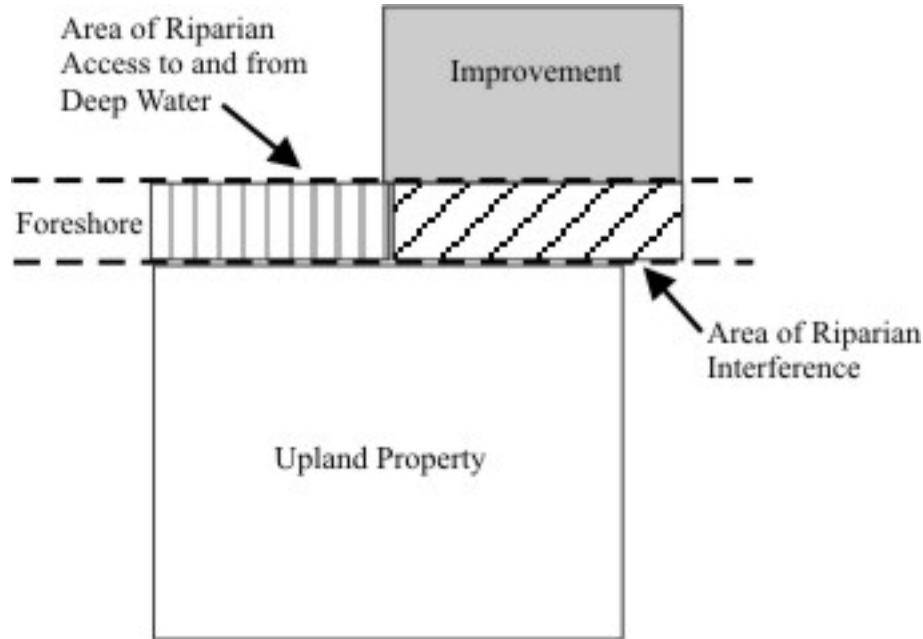 Area of Riparian
Access to and from
Deep Water
Improvement
Foreshore
Area of Riparian
Interference
Upland Property